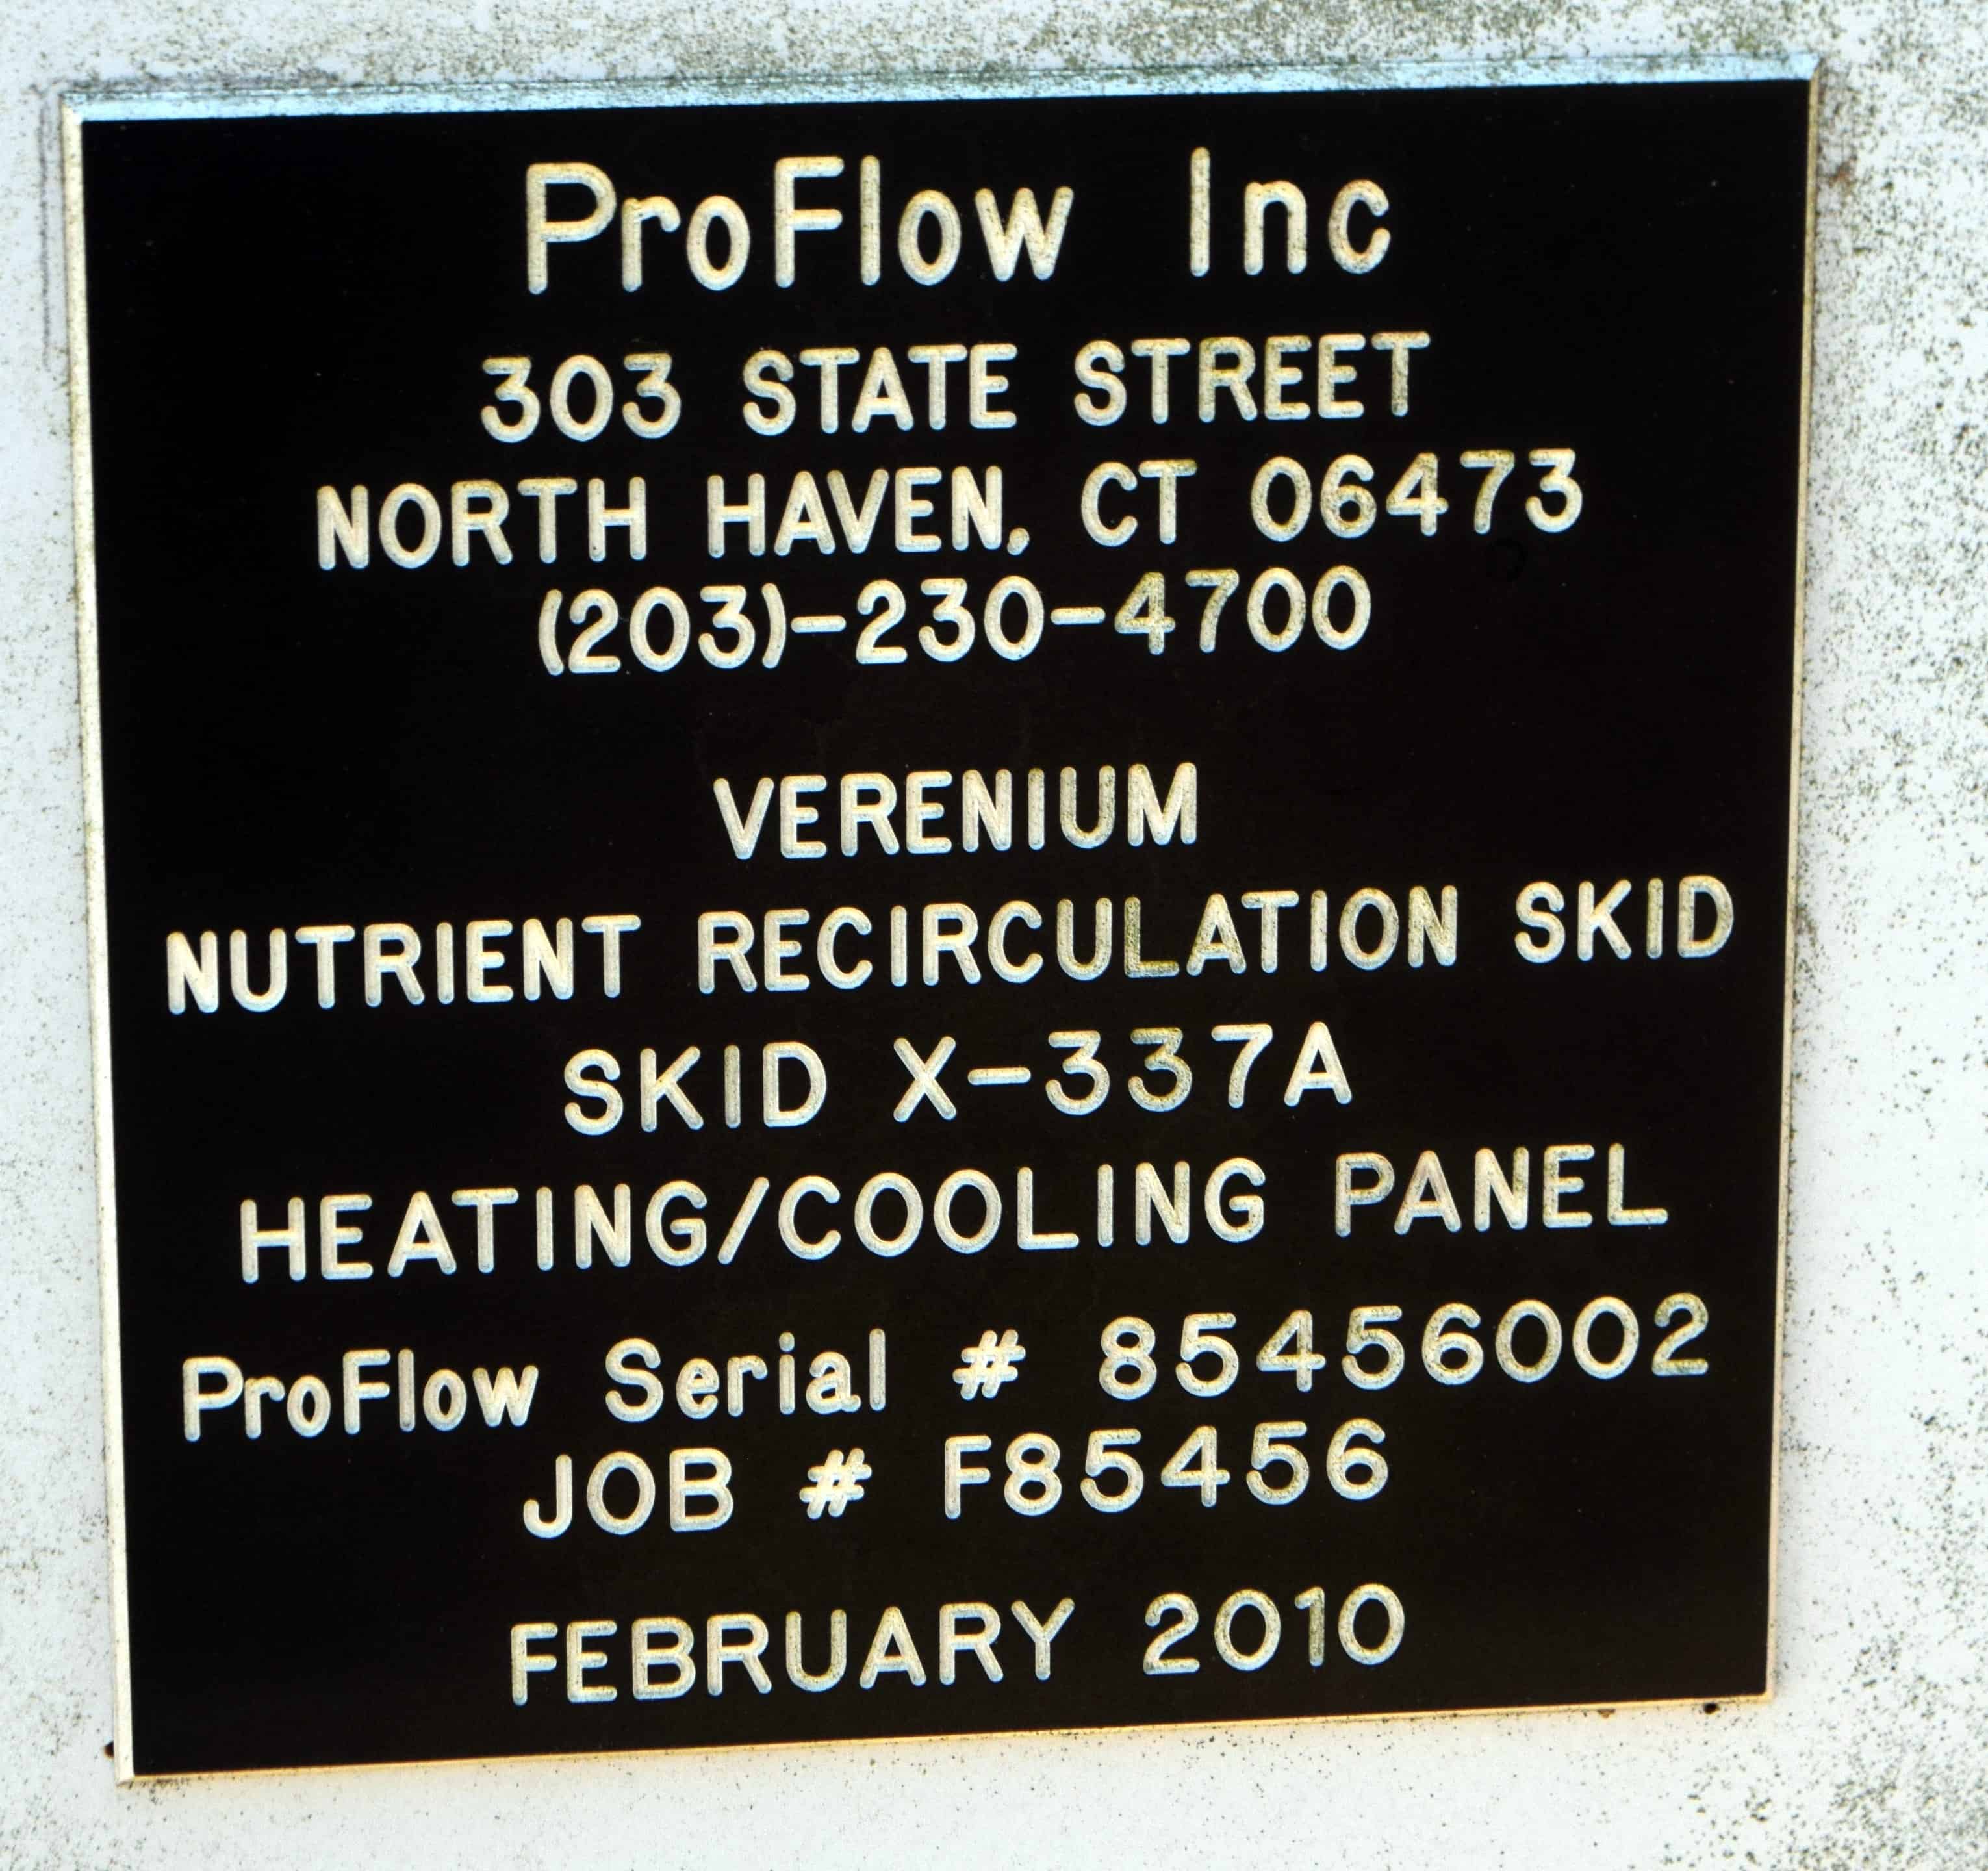 ProFlow Inc
303 STATE STREET
NORTH HAVEN, CT 06473
(203)-230-4700
VERENIUM
NUTRIENT RECIRCULATION SKID
SKID X-337A
HEATING/COOLING PANEL
ProFlow Serial # 85456002
JOB # F85456
FEBRUARY 2010